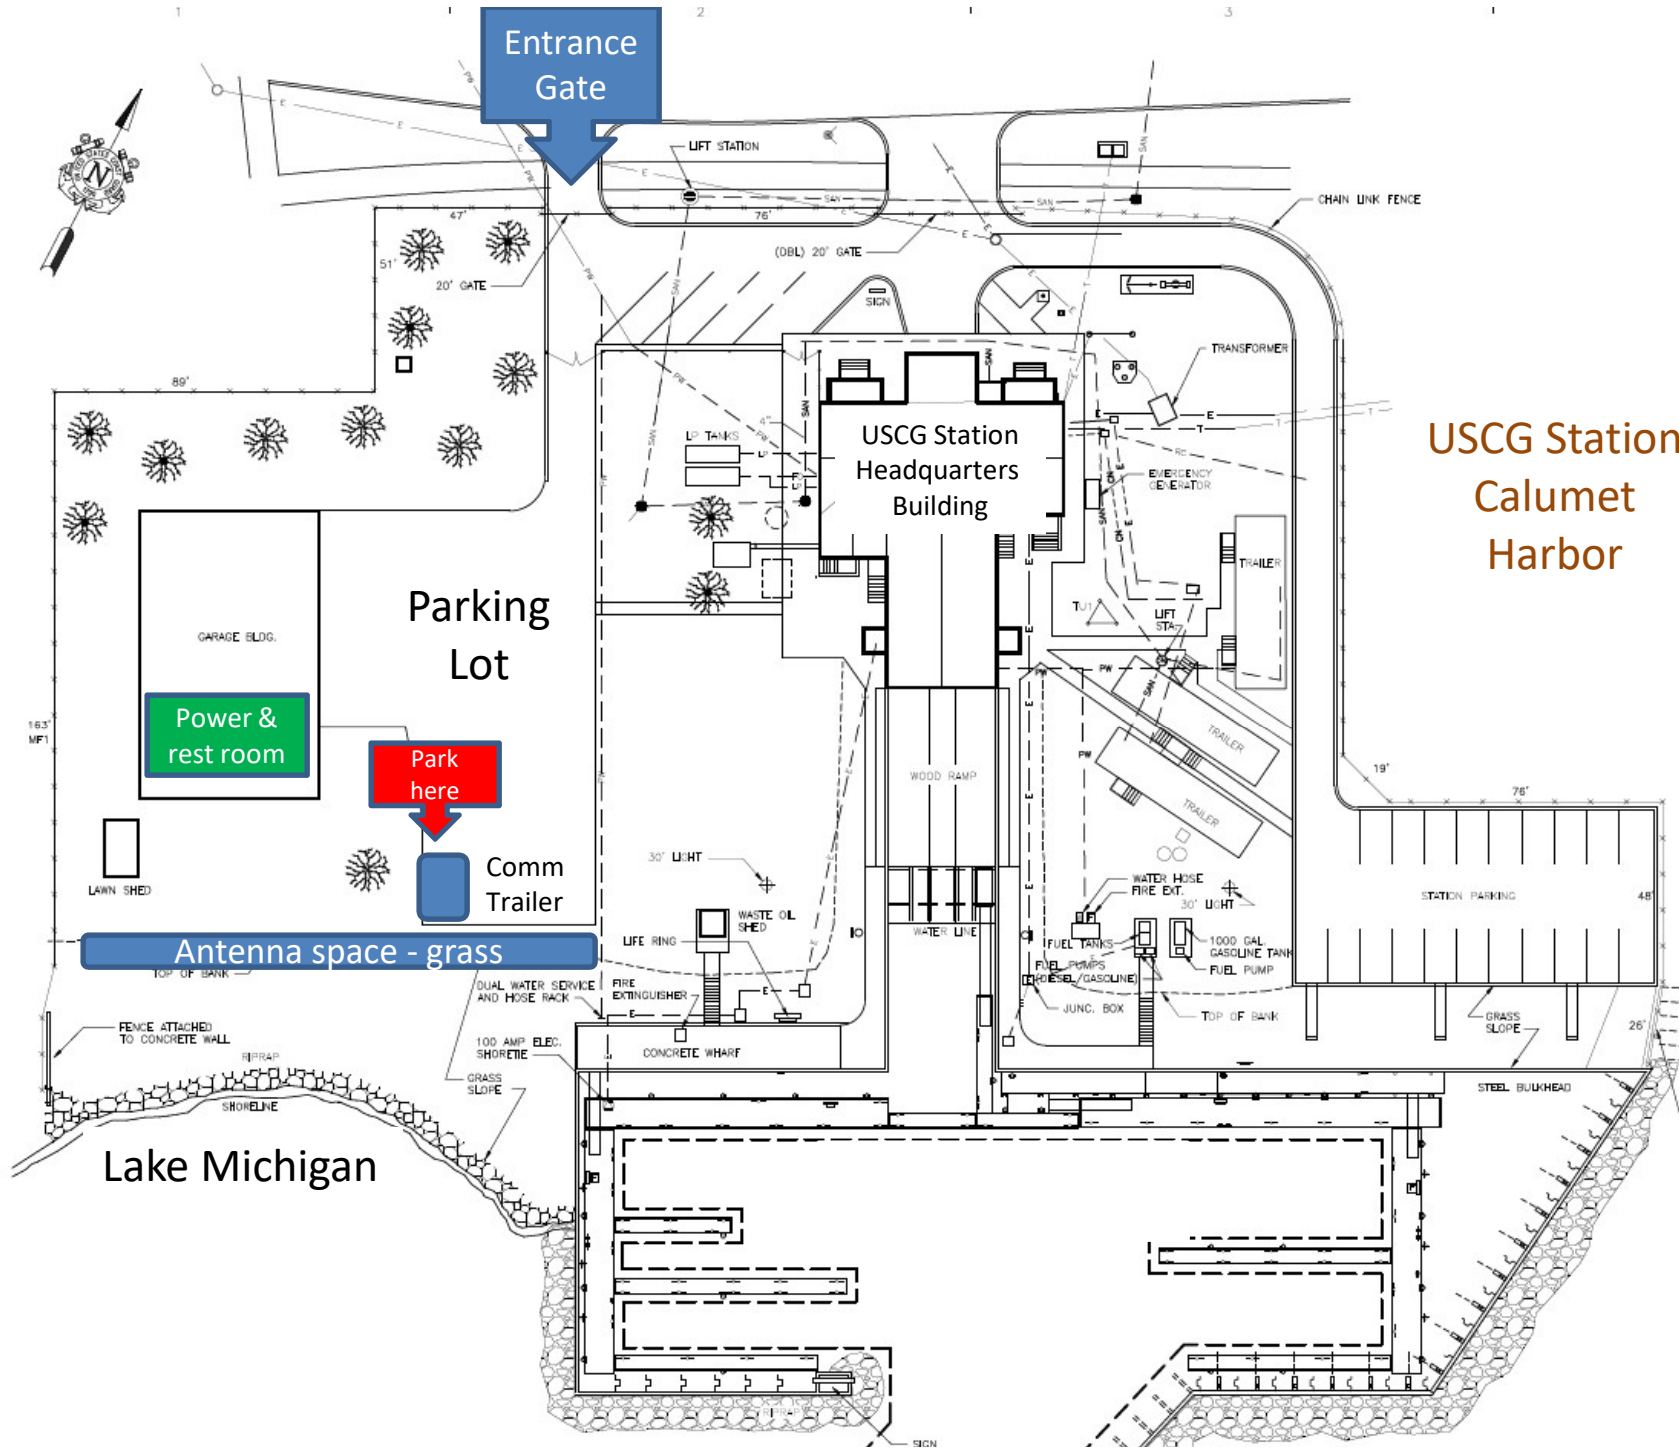 1
2
3
Entrance
Gate
LIFT STATION
CHAIN LINK FENCE
47'
76'
51'
20' GATE
(DBL) 20' GATE
SIGN
TRANSFORMER
89'
LP TANKS
USCG Station
Headquarters
Building
EMERGENCY
GENERATOR
USCG Station
Calumet
Harbor
TRAILER
Parking
Lot
GARAGE BLDG.
LIFT
STA.
163'
MF1
Power &
rest room
Park
here
WOOD RAMP
TRAILER
TRAILER
19'
76'
LAWN SHED
Comm
Trailer
30' LIGHT
WATER HOSE
FIRE EXT.
30' LIGHT
STATION PARKING
48'
WASTE OIL
SHED
WATER LINE
LIFE RING
FUEL TANKS
1000 GAL.
GASOLINE TANK
FUEL PUMP
Antenna space - grass
TOP OF BANK
FUEL PUMPS
(DIESEL/GASOLINE)
DUAL WATER SERVICE
AND HOSE RACK
FIRE
EXTINGUISHER
JUNC. BOX
TOP OF BANK
GRASS
SLOPE
26'
FENCE ATTACHED
TO CONCRETE WALL
100 AMP ELEC.
SHORETIE
CONCRETE WHARF
RIPRAP
GRASS
SLOPE
STEEL BULKHEAD
SHORELINE
Lake Michigan
RIPRAP
SIGN